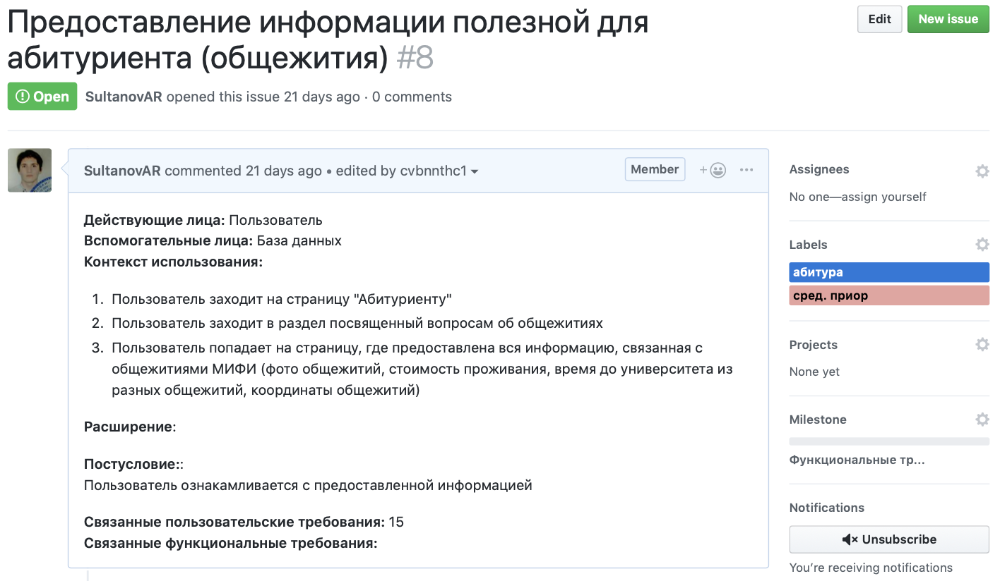 Предоставление информации полезной для
абитуриента (общежития) #8
Edit
New issue
Open
SultanovAR opened this issue 21 days ago · 0 comments
SultanovAR commented 21 days ago • edited by cvbnnthc1
Member
Действующие лица: Пользователь
Вспомогательные лица: База данных
Контекст использования:
1. Пользователь заходит на страницу "Абитуриенту"
2. Пользователь заходит в раздел посвященный вопросам об общежитиях
3. Пользователь попадает на страницу, где предоставлена вся информацию, связанная с
общежитиями МИФИ (фото общежитий, стоимость проживания, время до университета из
разных общежитий, координаты общежитий)
Расширение:
Постусловие::
Пользователь ознакамливается с предоставленной информацией
Связанные пользовательские требования: 15
Связанные функциональные требования:
Assignees
No one—assign yourself
Labels
абитура
сред. приор
Projects
None yet
Milestone
Функциональные тр...
Notifications
Unsubscribe
You’re receiving notifications